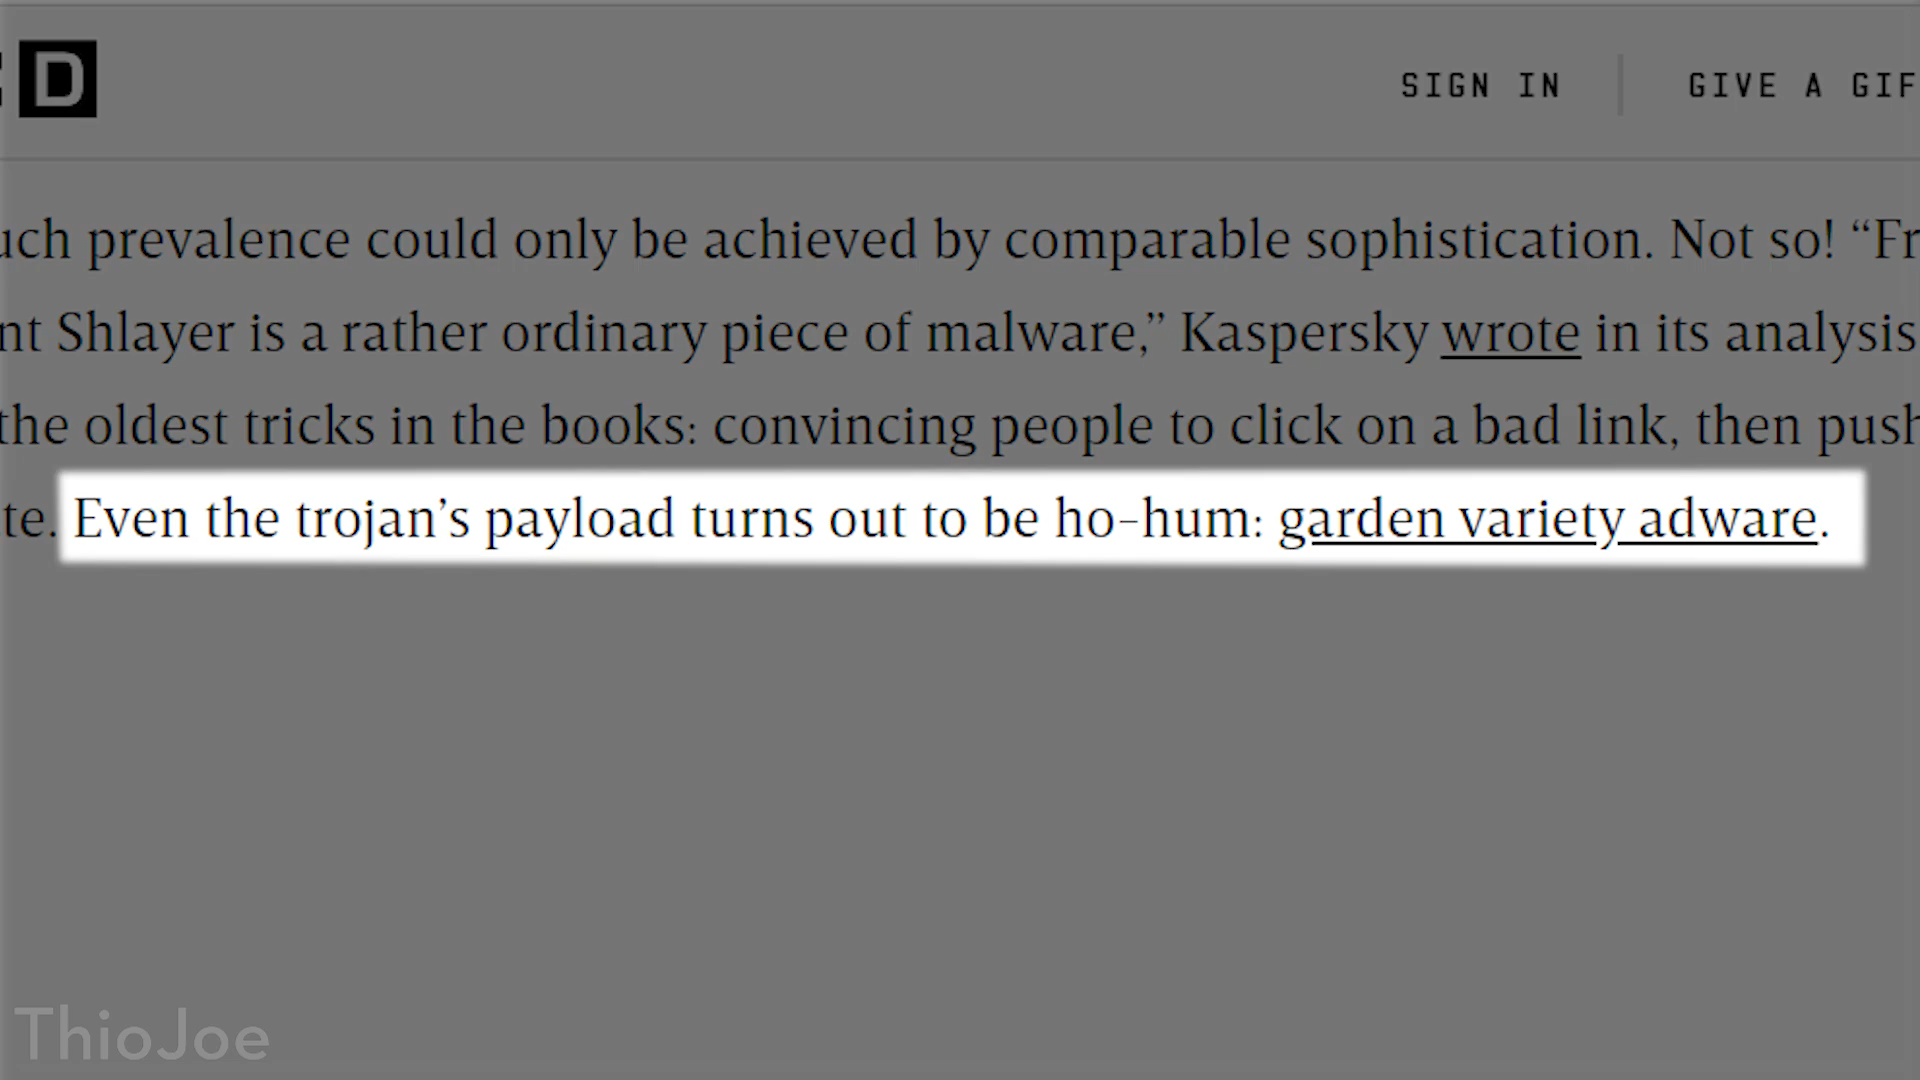 D
SIGN IN
GIVE A GIF
uch prevalence could only be achieved by comparable sophistication. Not so! “Fr
nt Shlayer is a rather ordinary piece of malware,” Kaspersky wrote in its analysis
the oldest tricks in the books: convincing people to click on a bad link, then push
te. Even the trojan’s payload turns out to be ho-hum: garden variety adware.
ThioJoe